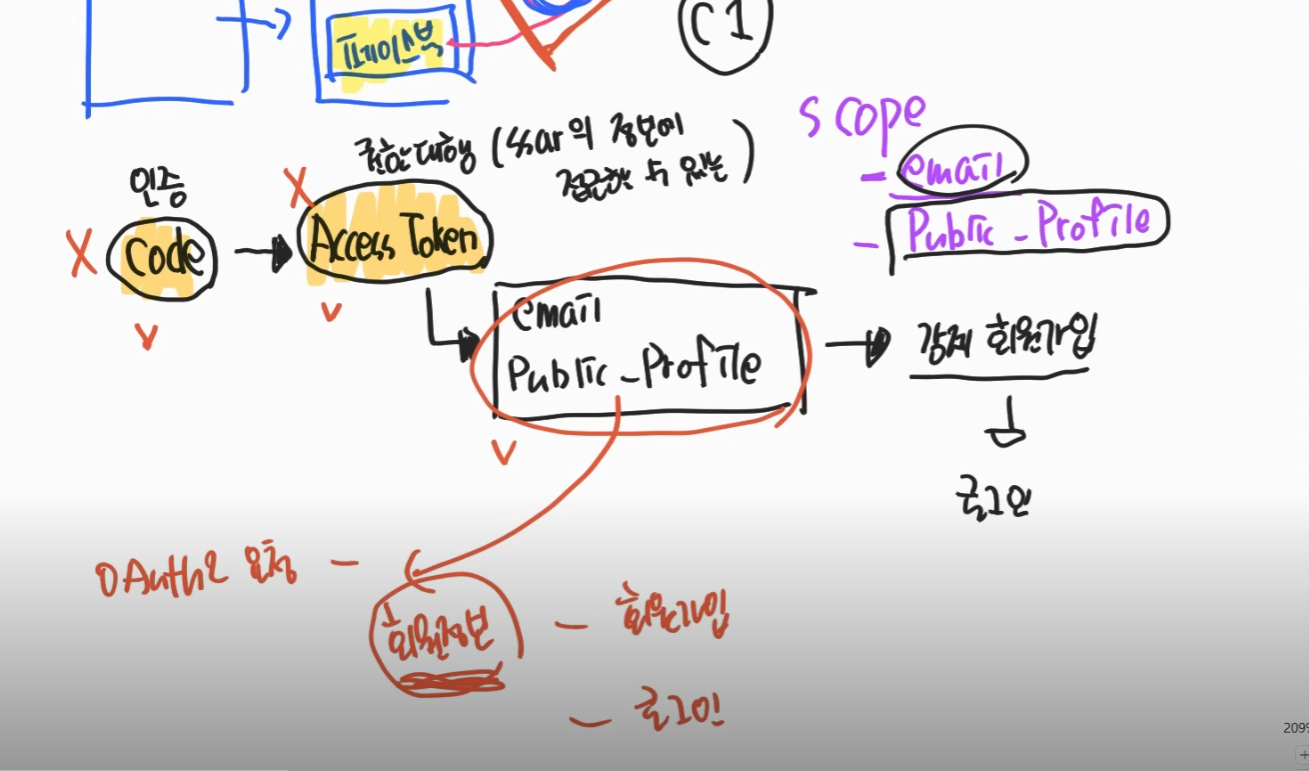 페이스북
C1
scope
- email
- Public_Profile
권한 대행 (ssar의 정보에
접근할 수 있는)
인증
X
X
Code
Access Token
v
v
email
Public_Profile
강제 회원가입
v
로그인
OAuth2 요청 -
회원정보
- 회원가입
- 로그인
209%